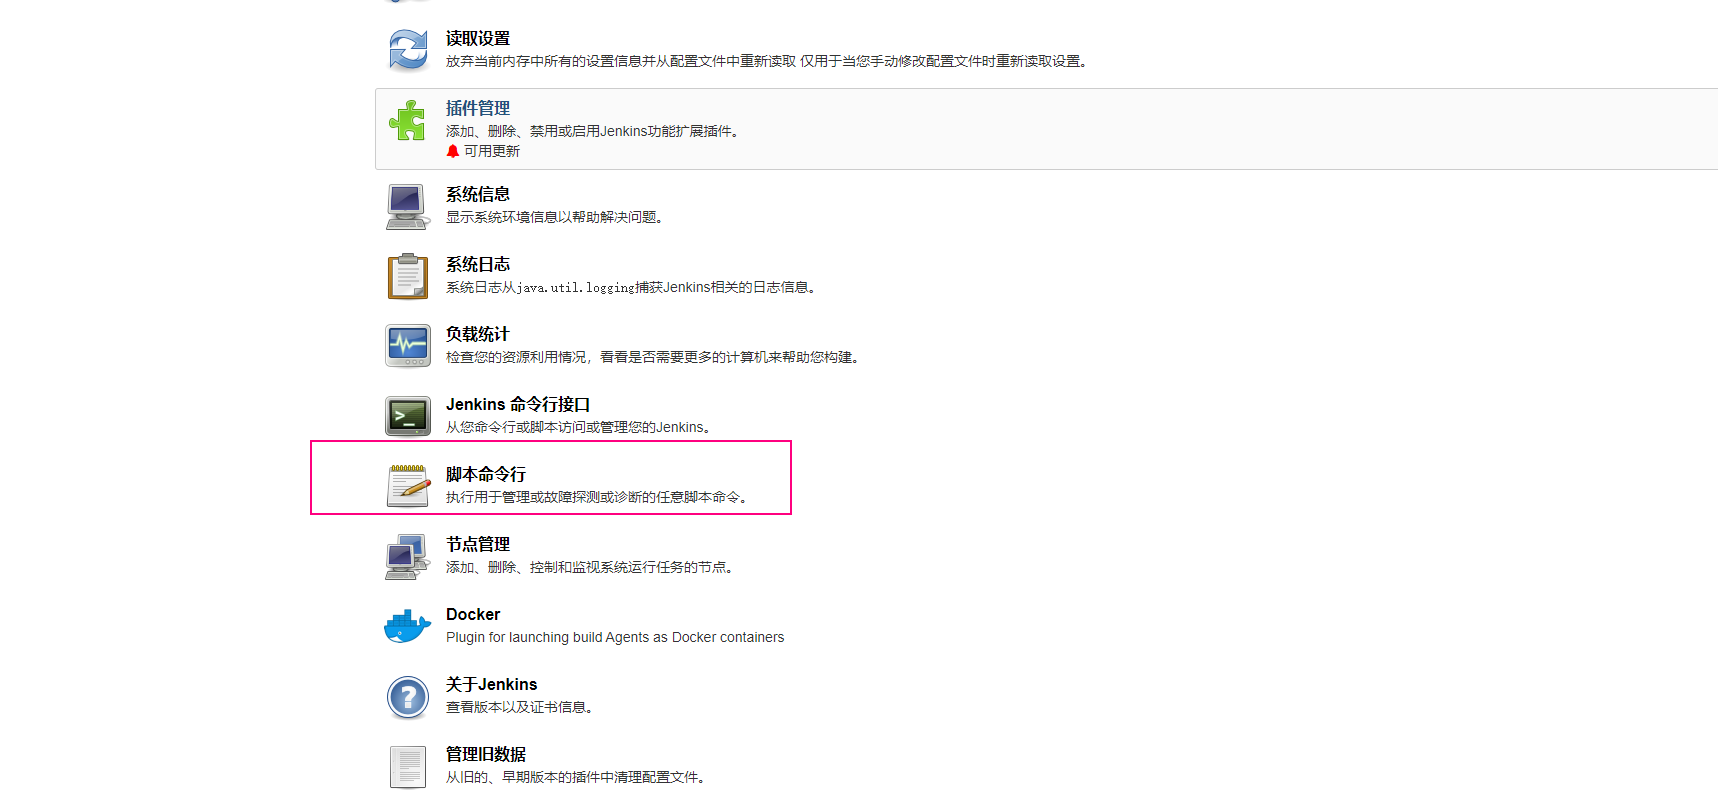 读取设置
放弃当前内存中所有的设置信息并从配置文件中重新读取 仅用于当您手动修改配置文件时重新读取设置。
插件管理
添加、删除、禁用或启用Jenkins功能扩展插件。
可用更新
系统信息
显示系统环境信息以帮助解决问题。
系统日志
系统日志从java.util.logging捕获Jenkins相关的日志信息。
负载统计
检查您的资源利用情况，看看是否需要更多的计算机来帮助您构建。
Jenkins 命令行接口
从您命令行或脚本访问或管理您的Jenkins。
脚本命令行
执行用于管理或故障探测或诊断的任意脚本命令。
节点管理
添加、删除、控制和监视系统运行任务的节点。
Docker
Plugin for launching build Agents as Docker containers
关于Jenkins
查看版本以及证书信息。
管理旧数据
从旧的、早期版本的插件中清理配置文件。